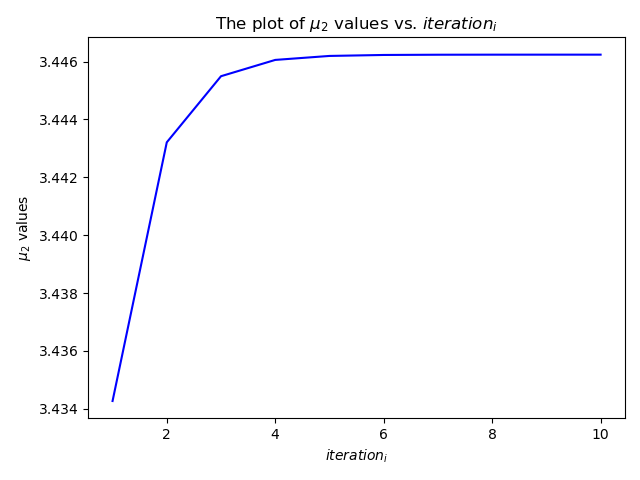 The plot of μ₂ values vs. iterationᵢ
3.446
3.444
3.442
3.440
3.438
3.436
3.434
μ₂ values
2 4 6 8 10
iterationᵢ